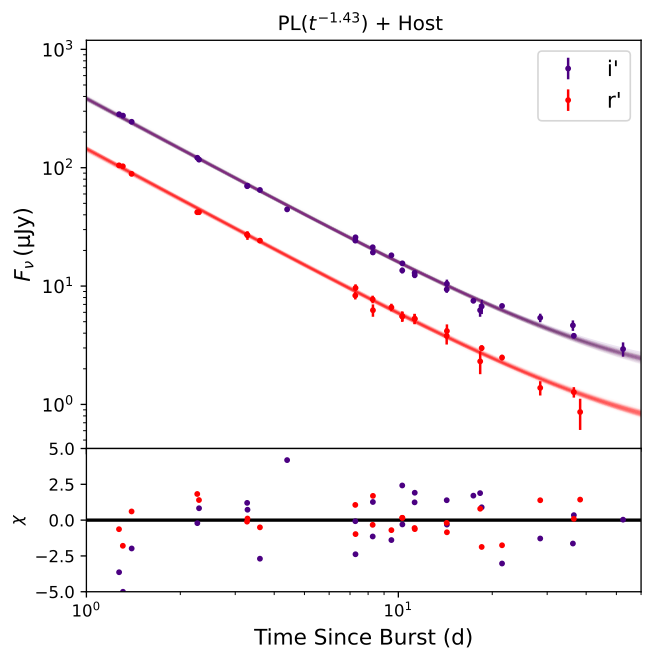 PL(t^{-1.43}) + Host
10^3
10^2
10^1
10^0
F_ν (μJy)
i'
r'
5.0
2.5
0.0
−2.5
−5.0
χ
10^0
10^1
Time Since Burst (d)